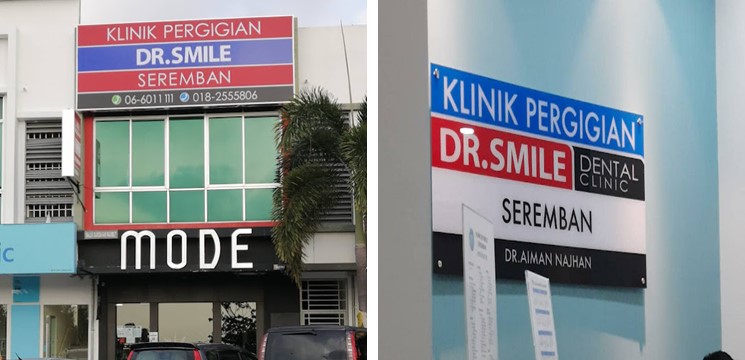 KLINIK PERGIGIAN
DR.SMILE
SEREMBAN
06-6011111 018-2555806
MODE
ic
KLINIK PERGIGIAN
DR.SMILE
DENTAL
CLINIC
SEREMBAN
DR.AIMAN NAJHAN